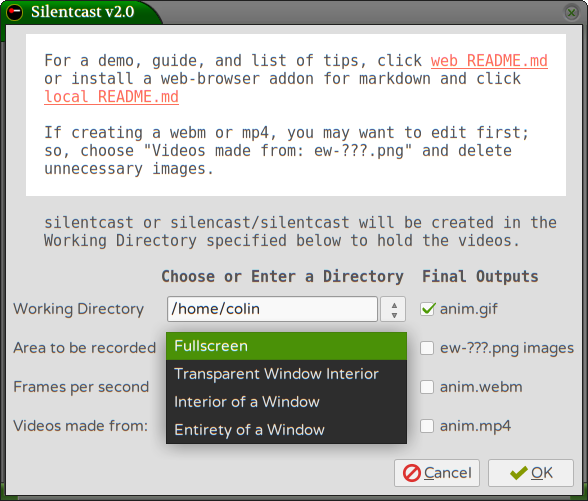 Silentcast v2.0
For a demo, guide, and list of tips, click web README.md
or install a web-browser addon for markdown and click
local README.md
If creating a webm or mp4, you may want to edit first;
so, choose "Videos made from: ew-???.png" and delete
unnecessary images.
silentcast or silencast/silentcast will be created in the
Working Directory specified below to hold the videos.
Choose or Enter a Directory Final Outputs
Working Directory /home/colin anim.gif
Area to be recorded Fullscreen ew-???.png images
Transparent Window Interior
Frames per second Interior of a Window anim.webm
Videos made from: Entirety of a Window anim.mp4
Cancel OK